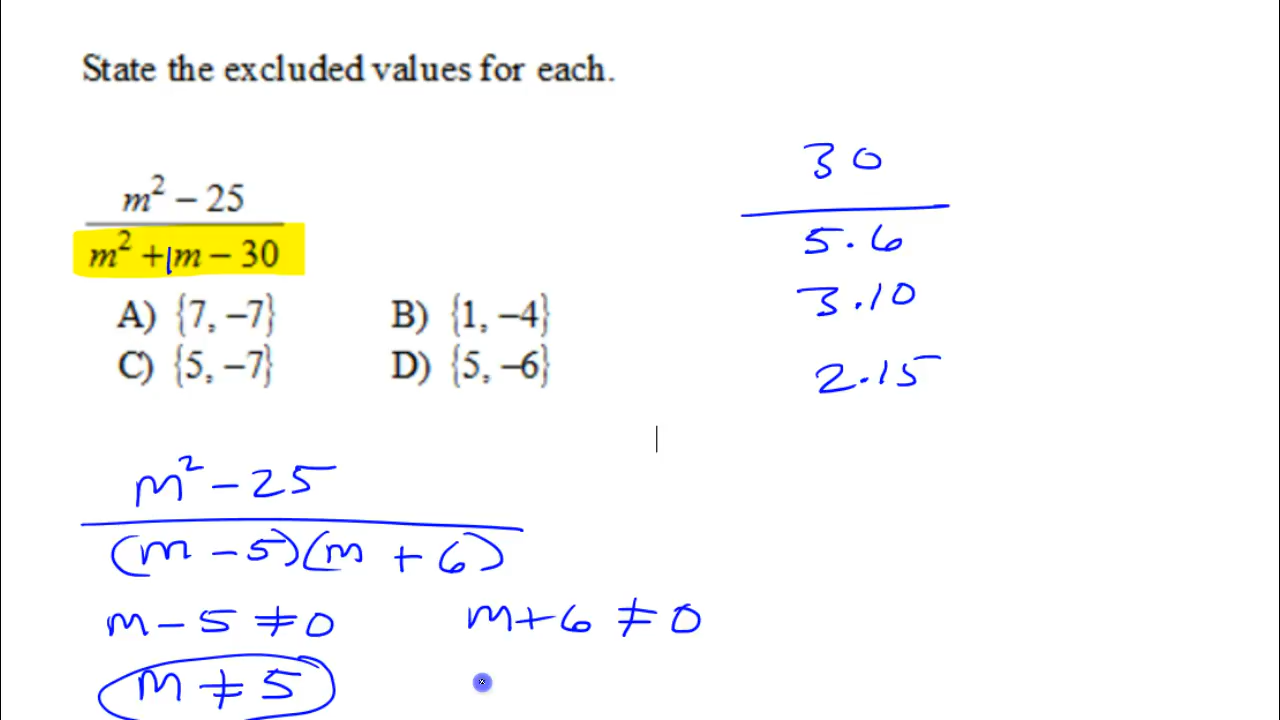 State the excluded values for each.
m² − 25
m² +1m − 30
A) {7, −7} B) {1, −4}
C) {5, −7} D) {5, −6}
30
5.6
3.10
2.15
m² − 25
(m − 5)(m + 6)
m − 5 ≠ 0 m + 6 ≠ 0
m ≠ 5